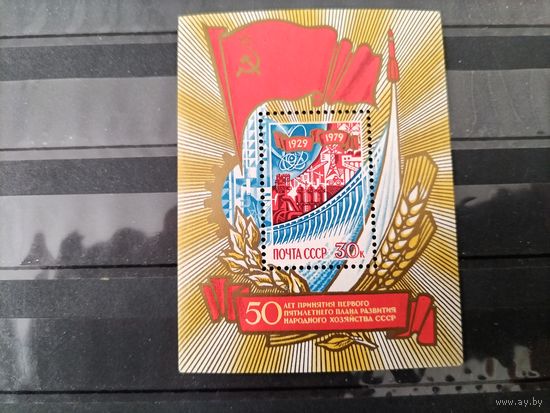 1929 1979
ПОЧТА СССР 30к
50 ЛЕТ ПРИНЯТИЯ ПЕРВОГО
ПЯТИЛЕТНЕГО ПЛАНА РАЗВИТИЯ
НАРОДНОГО ХОЗЯЙСТВА СССР
www.ay.by